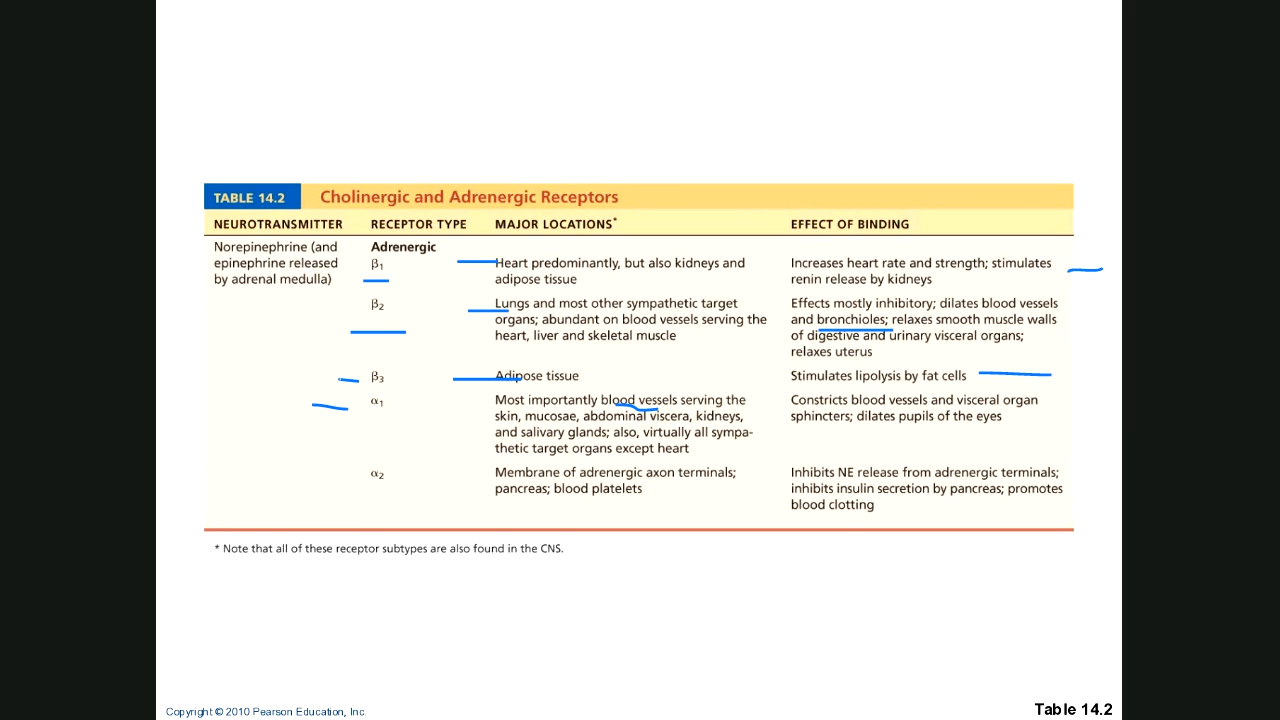 TABLE 14.2 Cholinergic and Adrenergic Receptors
NEUROTRANSMITTER RECEPTOR TYPE MAJOR LOCATIONS* EFFECT OF BINDING
Norepinephrine (and
epinephrine released
by adrenal medulla)
Adrenergic
β1
Heart predominantly, but also kidneys and
adipose tissue
Increases heart rate and strength; stimulates
renin release by kidneys
β2
Lungs and most other sympathetic target
organs; abundant on blood vessels serving the
heart, liver and skeletal muscle
Effects mostly inhibitory; dilates blood vessels
and bronchioles; relaxes smooth muscle walls
of digestive and urinary visceral organs;
relaxes uterus
β3
Adipose tissue
Stimulates lipolysis by fat cells
α1
Most importantly blood vessels serving the
skin, mucosae, abdominal viscera, kidneys,
and salivary glands; also, virtually all sympa-
thetic target organs except heart
Constricts blood vessels and visceral organ
sphincters; dilates pupils of the eyes
α2
Membrane of adrenergic axon terminals;
pancreas; blood platelets
Inhibits NE release from adrenergic terminals;
inhibits insulin secretion by pancreas; promotes
blood clotting
* Note that all of these receptor subtypes are also found in the CNS.
Copyright © 2010 Pearson Education, Inc.
Table 14.2